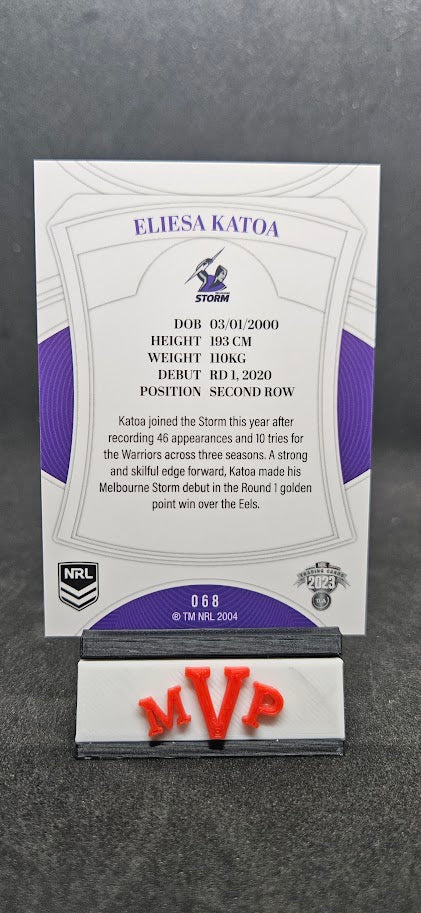 ELIESA KATOA
STORM
DOB 03/01/2000
HEIGHT 193 CM
WEIGHT 110KG
DEBUT RD 1, 2020
POSITION SECOND ROW
Katoa joined the Storm this year after
recording 46 appearances and 10 tries for
the Warriors across three seasons. A strong
and skilful edge forward, Katoa made his
Melbourne Storm debut in the Round 1 golden
point win over the Eels.
NRL
NRL
TRADING CARDS
2023
068
® TM NRL 2004
MVP